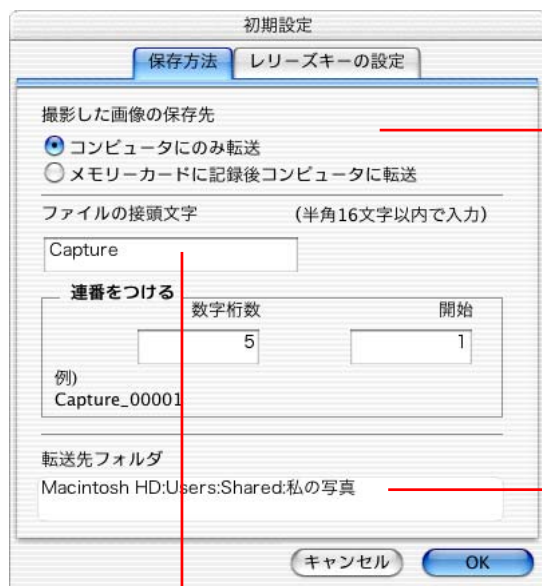 初期設定
保存方法 レリーズキーの設定
撮影した画像の保存先
コンピュータにのみ転送
メモリーカードに記録後コンピュータに転送
ファイルの接頭文字 (半角16文字以内で入力)
Capture
連番をつける
数字桁数 開始
5 1
例)
Capture_00001
転送先フォルダ
Macintosh HD:Users:Shared:私の写真
キャンセル OK